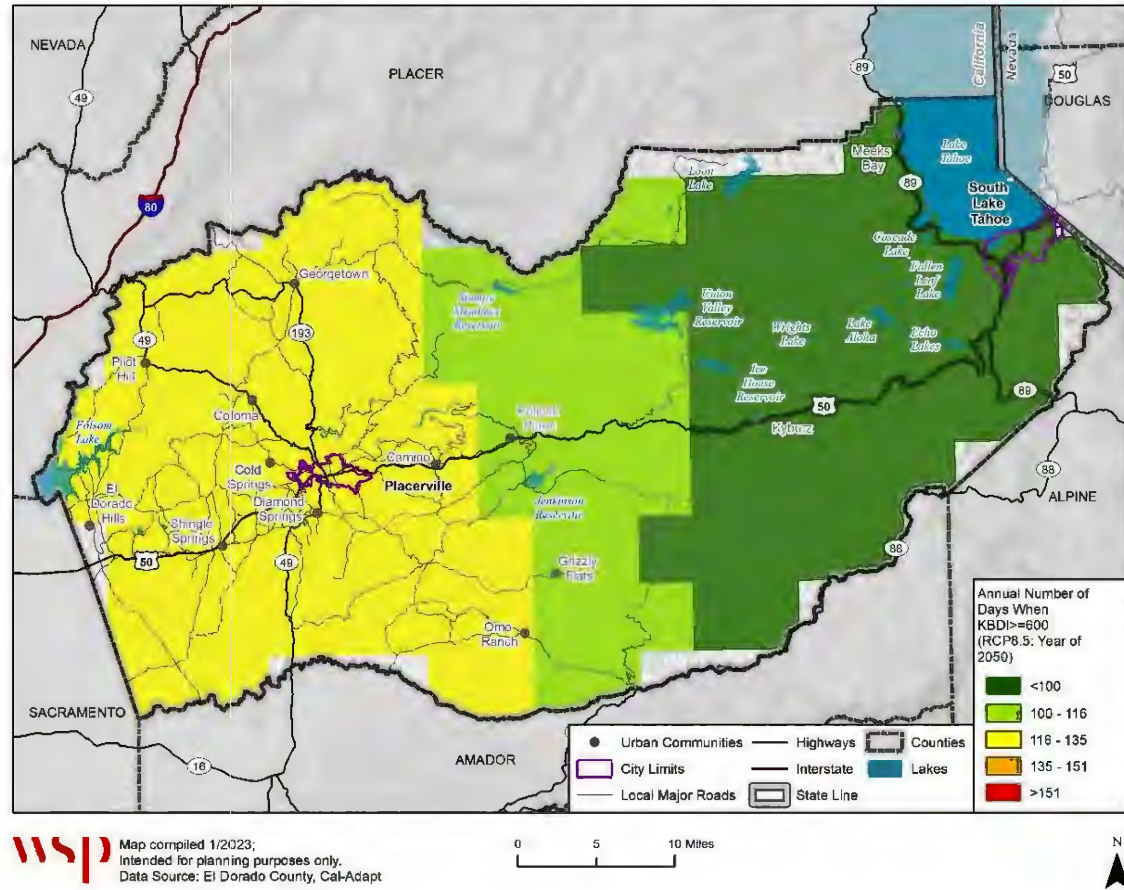 NEVADA
49
PLACER
89
California
Nevada
50
DOUGLAS
80
Loon
Lake
Meeks
Bay
89
Lake
Tahoe
South
Lake
Tahoe
Cascade
Lake
Fallen
Leaf
Lake
Georgetown
193
49
Pilot
Hill
Union
Valley
Reservoir
Wrights
Lake
Lake
Aloha
Echo
Lakes
Ice
House
Reservoir
Coloma
50
Kyburz
89
Folsom
Lake
Cold
Springs
Camino
Placerville
88
El
Dorado
Hills
Diamond
Springs
Jenkinson
Reservoir
ALPINE
Shingle
Springs
50
49
88
Grizzly
Flats
Omo
Ranch
SACRAMENTO
16
AMADOR
Annual Number of
Days When
KBDI>=600
(RCP8.5: Year of
2050)
<100
100 - 116
116 - 135
135 - 151
>151
Urban Communities
Highways
Counties
City Limits
Interstate
Lakes
Local Major Roads
State Line
wsp
Map compiled 1/2023;
Intended for planning purposes only.
Data Source: El Dorado County, Cal-Adapt
0 5 10 Miles
N